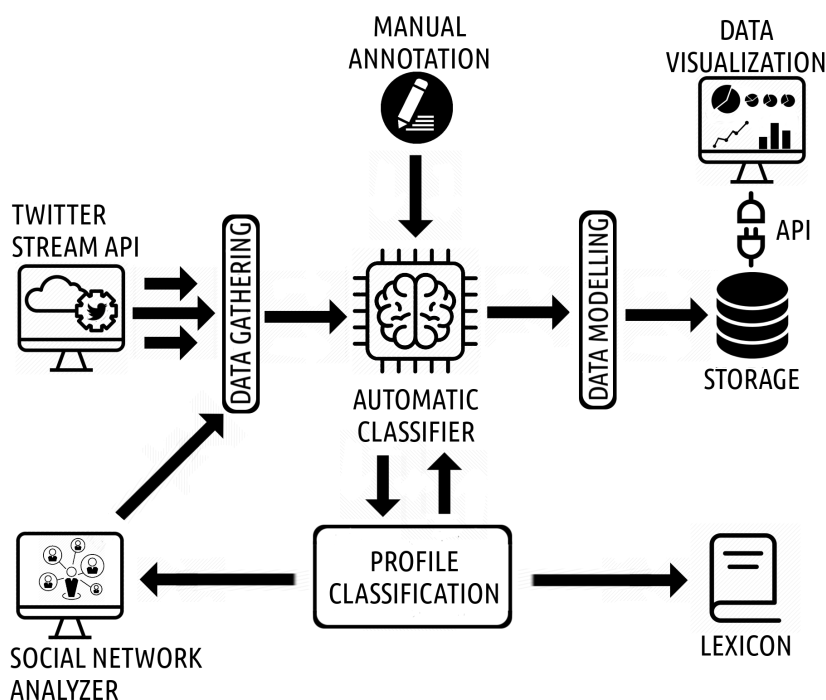 MANUAL
ANNOTATION
DATA
VISUALIZATION
TWITTER
STREAM API
DATA GATHERING
DATA MODELLING
API
STORAGE
AUTOMATIC
CLASSIFIER
PROFILE
CLASSIFICATION
SOCIAL NETWORK
ANALYZER
LEXICON